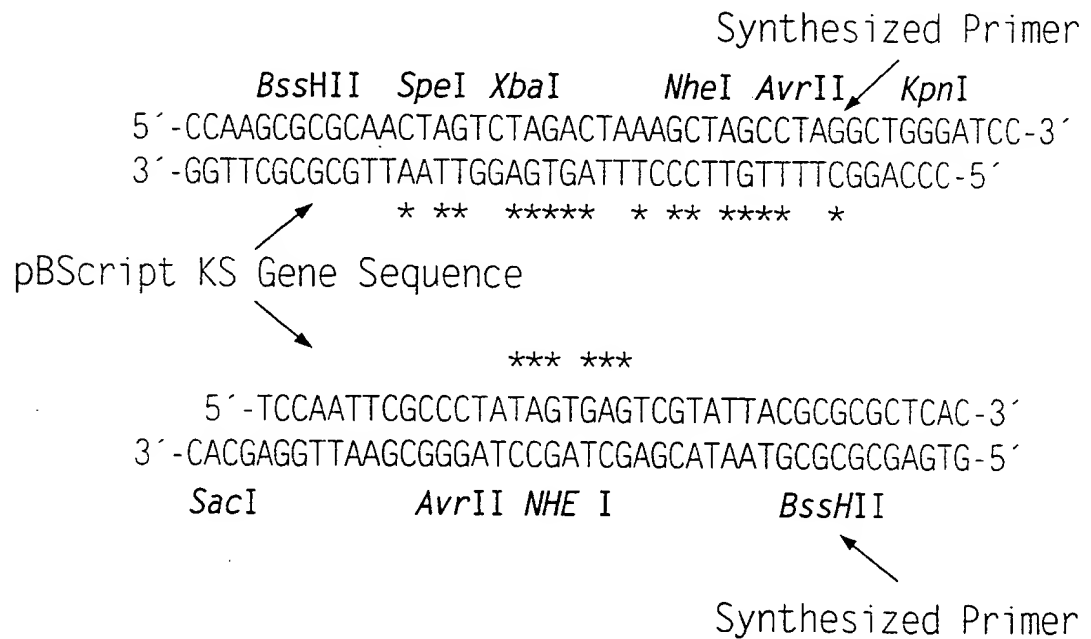 Synthesized Primer
BssHII SpeI XbaI NheI AvrII KpnI
5´-CCAAGCGCGCAACTAGTCTAGACTAAAGCTAGCCTAGGCTGGGATCC-3´
3´-GGTTCGCGCGTTAATTGGAGTGATTTCCCTTGTTTTCGGACCC-5´
* ** ***** * ** **** *
pBScript KS Gene Sequence
*** ***
5´-TCCAATTCGCCCTATAGTGAGTCGTATTACGCGCGCTCAC-3´
3´-CACGAGGTTAAGCGGGATCCGATCGAGCATAATGCGCGCGAGTG-5´
SacI AvrII NHE I BssHII
Synthesized Primer